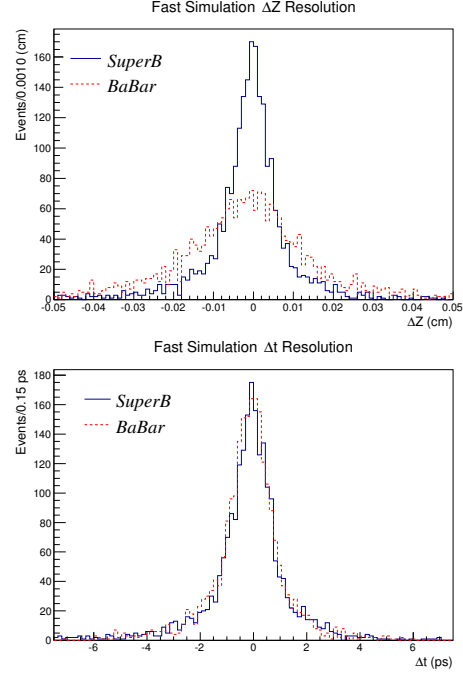 Fast Simulation ΔZ Resolution
Events/0.0010 (cm)
160
140
120
100
80
60
40
20
0
SuperB
BaBar
-0.05 -0.04 -0.03 -0.02 -0.01 0 0.01 0.02 0.03 0.04 0.05
ΔZ (cm)
Fast Simulation Δt Resolution
Events/0.15 ps
180
160
140
120
100
80
60
40
20
0
SuperB
BaBar
-6 -4 -2 0 2 4 6
Δt (ps)